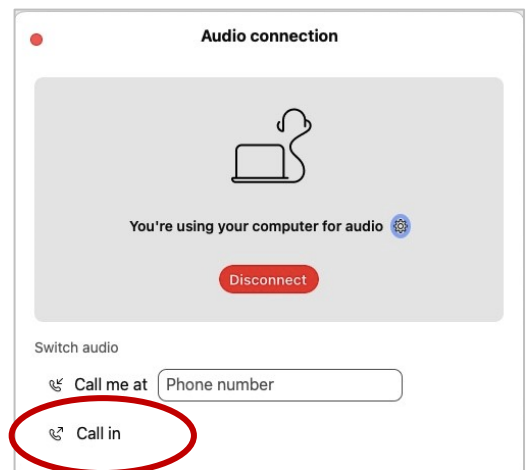 Audio connection
You're using your computer for audio
Disconnect
Switch audio
Call me at Phone number
Call in